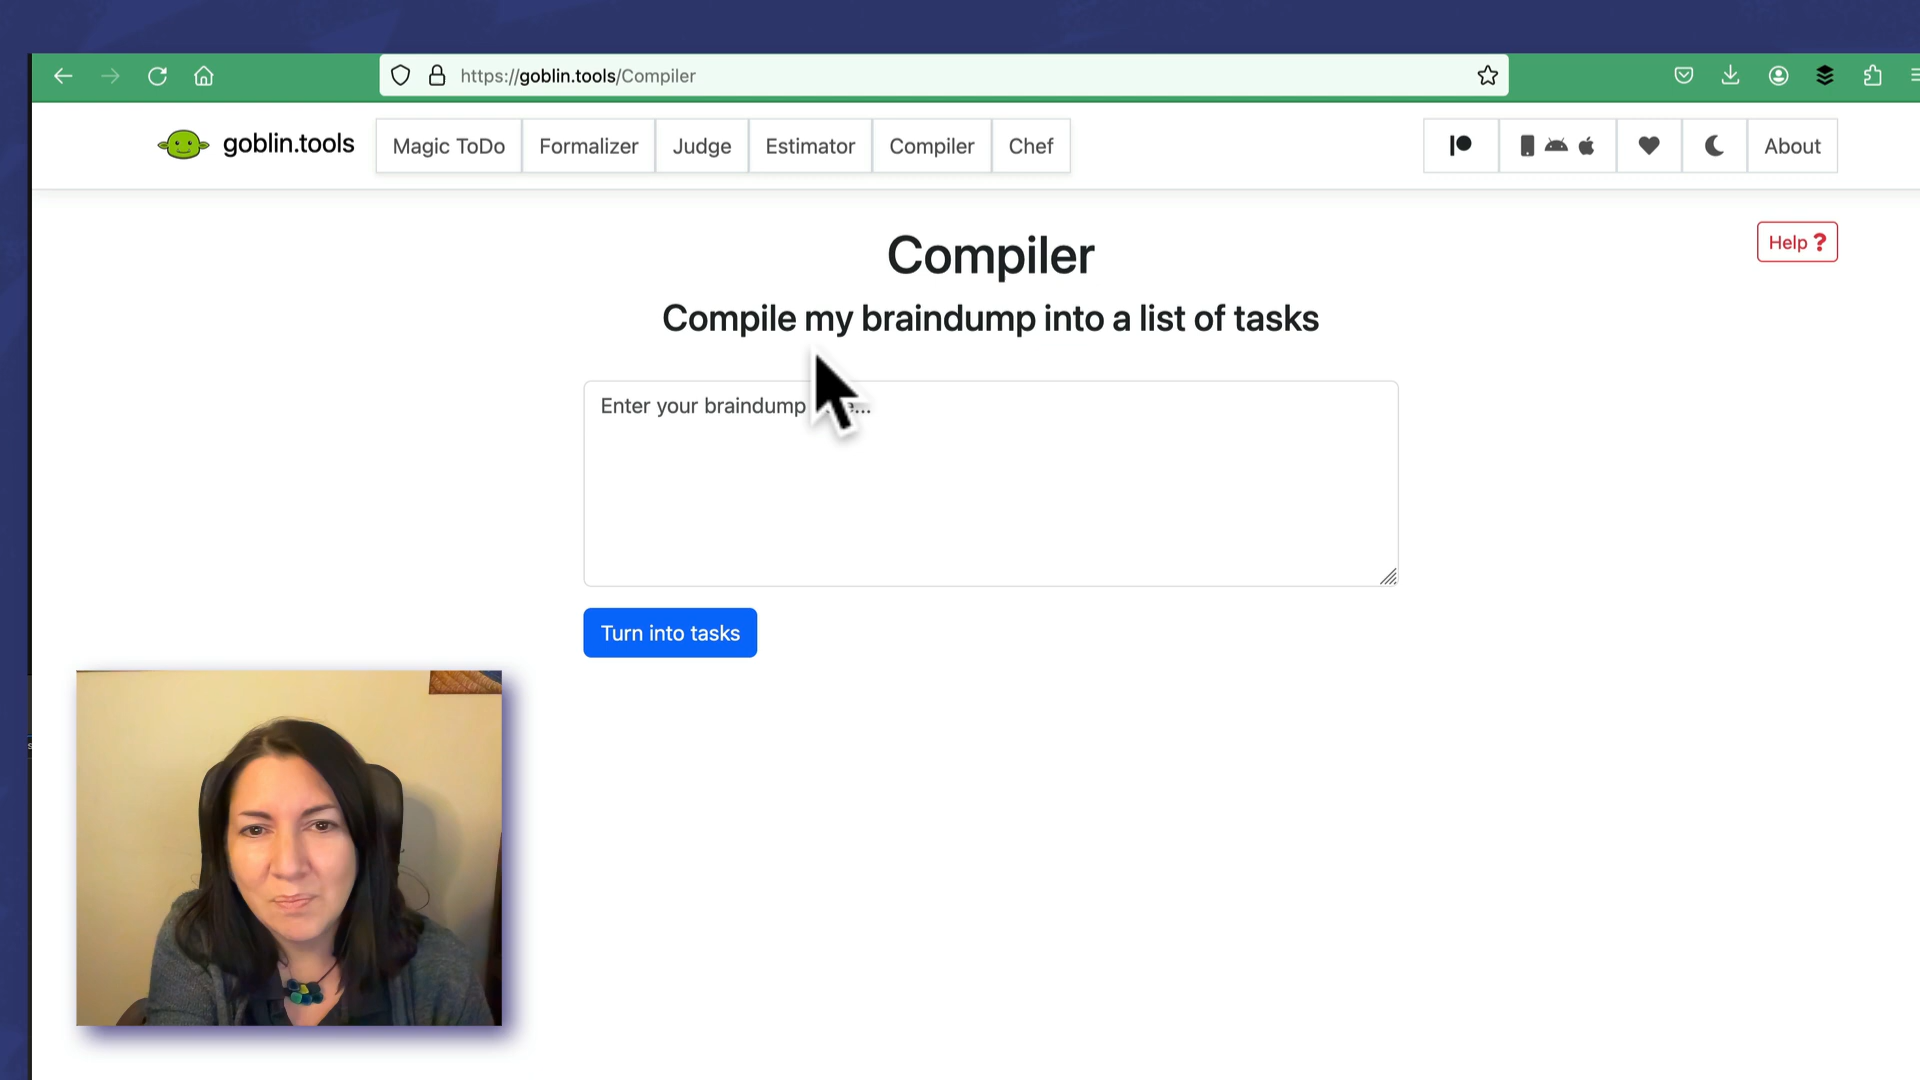 https://goblin.tools/Compiler
goblin.tools
Magic ToDo
Formalizer
Judge
Estimator
Compiler
Chef
About
Help ?
Compiler
Compile my braindump into a list of tasks
Enter your braindump
Turn into tasks